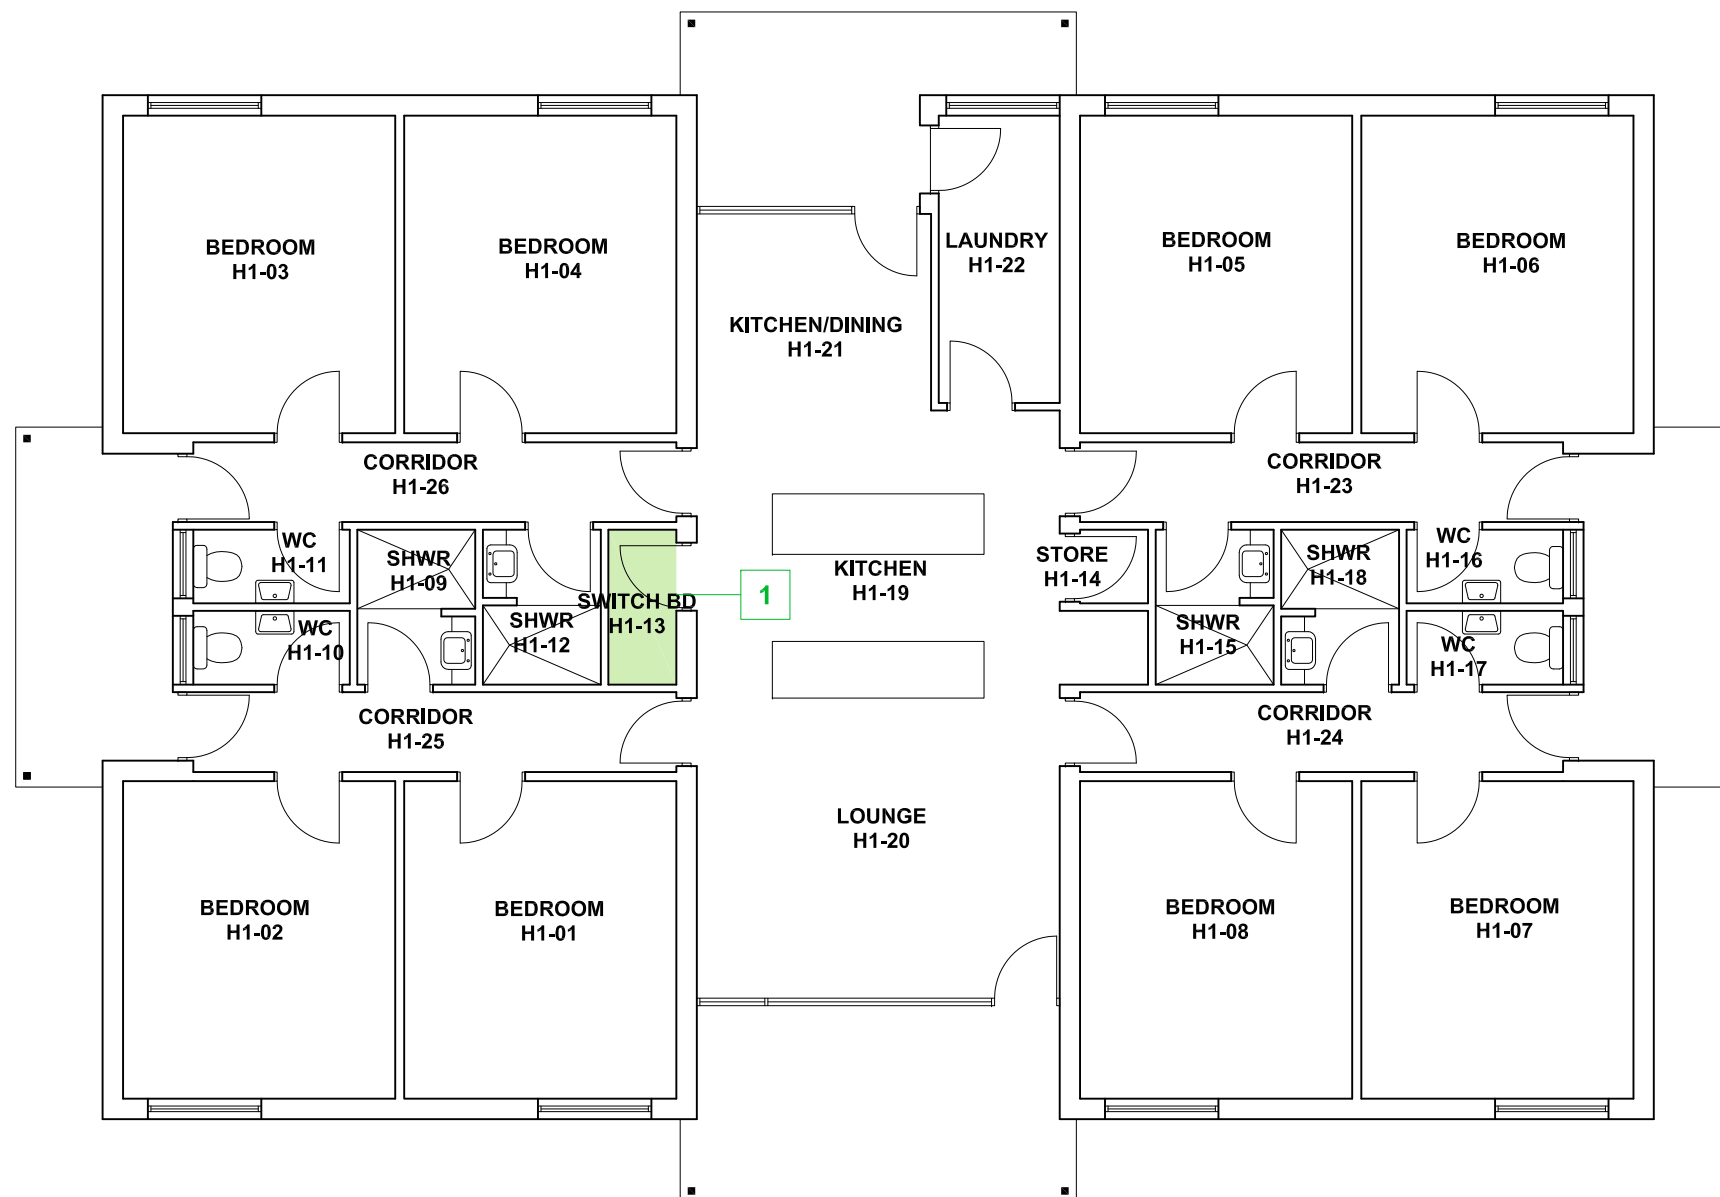 BEDROOM
H1-03
BEDROOM
H1-04
LAUNDRY
H1-22
BEDROOM
H1-05
BEDROOM
H1-06
KITCHEN/DINING
H1-21
CORRIDOR
H1-26
CORRIDOR
H1-23
WC
H1-11
SHWR
H1-09
SWITCH BD
H1-13
1
KITCHEN
H1-19
STORE
H1-14
SHWR
H1-18
WC
H1-16
WC
H1-10
SHWR
H1-12
SHWR
H1-15
WC
H1-17
CORRIDOR
H1-25
CORRIDOR
H1-24
LOUNGE
H1-20
BEDROOM
H1-02
BEDROOM
H1-01
BEDROOM
H1-08
BEDROOM
H1-07